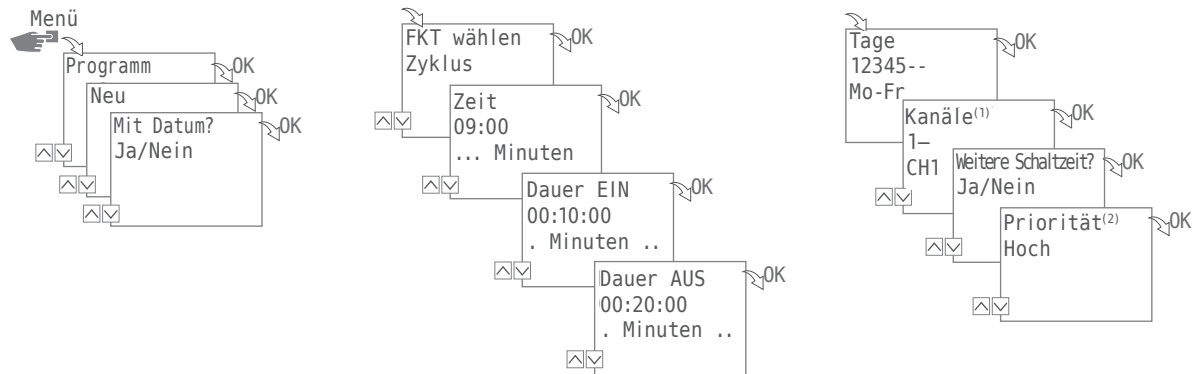 Menü
Programm
OK
Neu
OK
Mit Datum?
Ja/Nein
OK
FKT wählen
Zyklus
OK
Zeit
09:00
... Minuten
OK
Dauer EIN
00:10:00
. Minuten ..
OK
Dauer AUS
00:20:00
. Minuten ..
OK
Tage
12345--
Mo-Fr
OK
Kanäle(1)
1–
CH1
OK
Weitere Schaltzeit?
Ja/Nein
OK
Priorität(2)
Hoch
OK